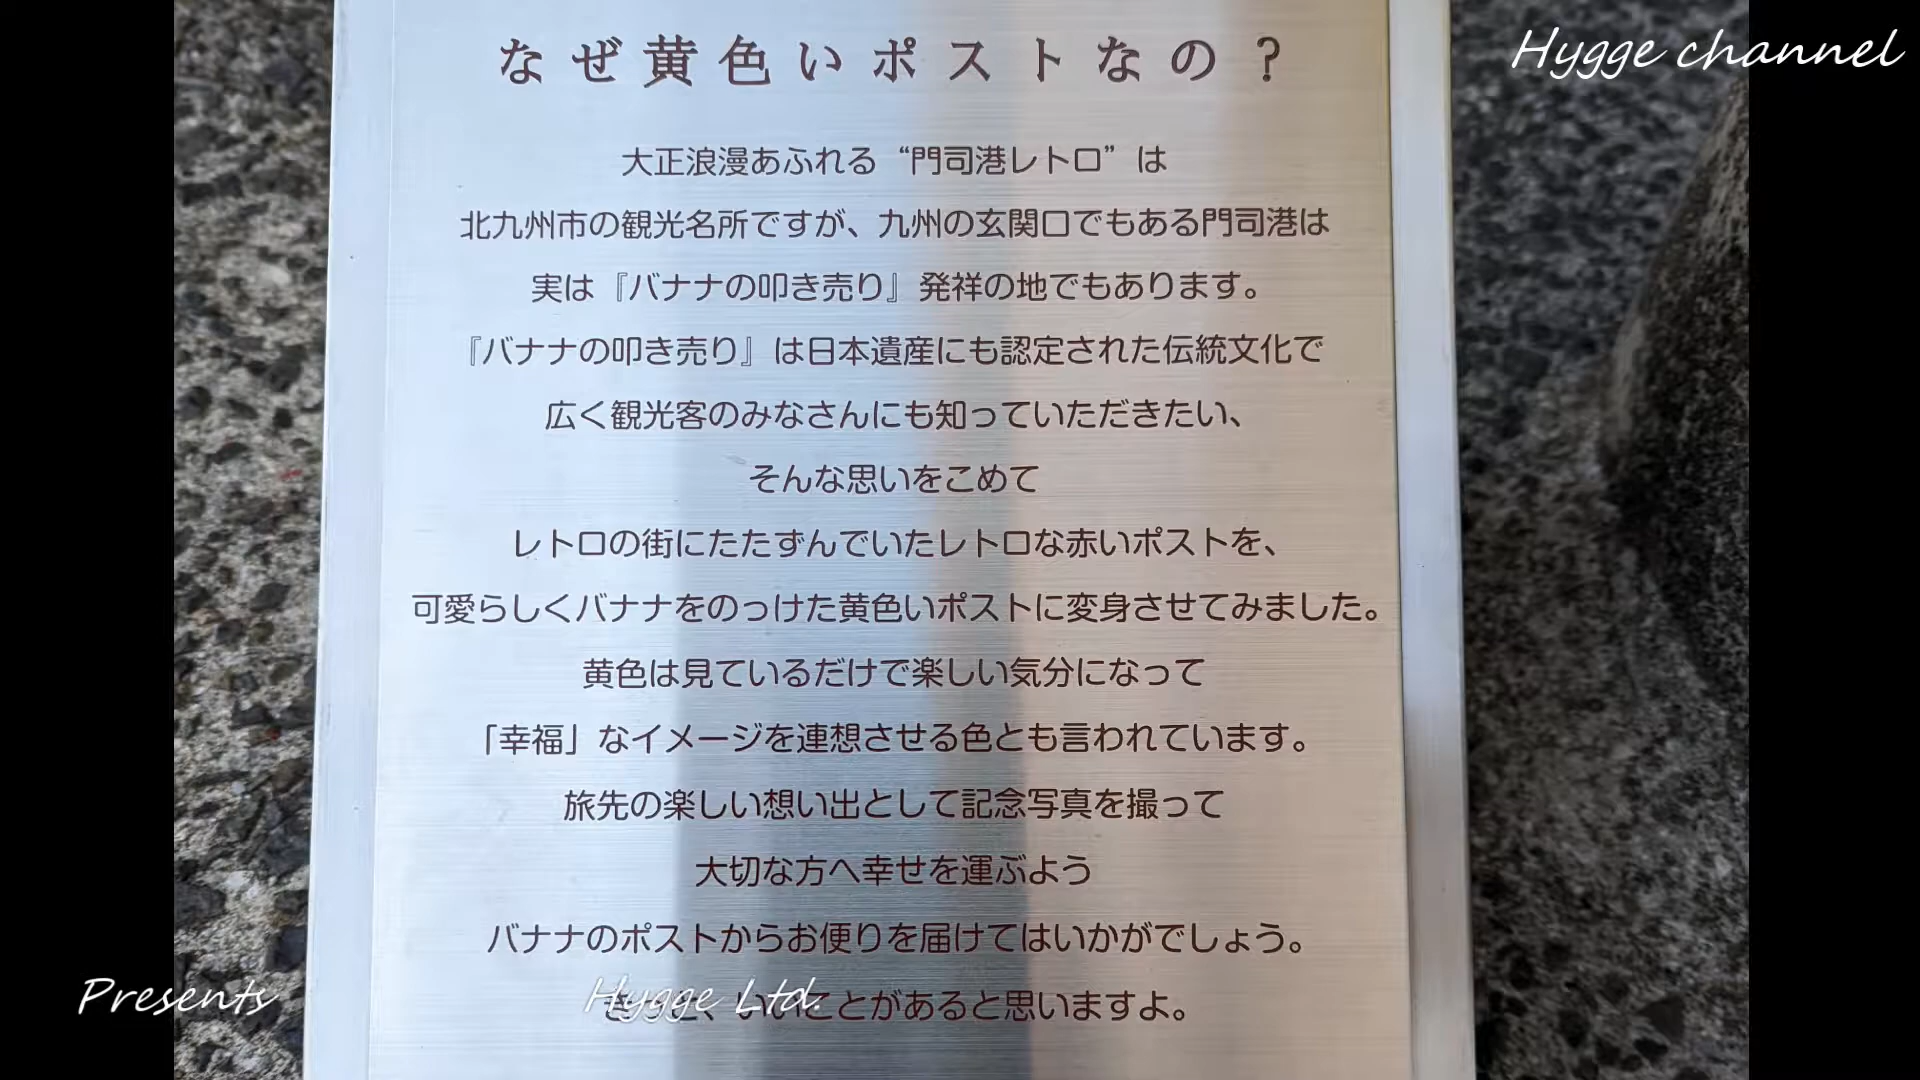 Hygge channel
なぜ黄色いポストなの？
大正浪漫あふれる“門司港レトロ”は
北九州市の観光名所ですが、九州の玄関口でもある門司港は
実は『バナナの叩き売り』発祥の地でもあります。
『バナナの叩き売り』は日本遺産にも認定された伝統文化で
広く観光客のみなさんにも知っていただきたい、
そんな思いをこめて
レトロの街にたたずんでいたレトロな赤いポストを、
可愛らしくバナナをのっけた黄色いポストに変身させてみました。
黄色は見ているだけで楽しい気分になって
「幸福」なイメージを連想させる色とも言われています。
旅先の楽しい想い出として記念写真を撮って
大切な方へ幸せを運ぶよう
バナナのポストからお便りを届けてはいかがでしょう。
、いいことがあると思いますよ。
Presents Hygge Ltd.